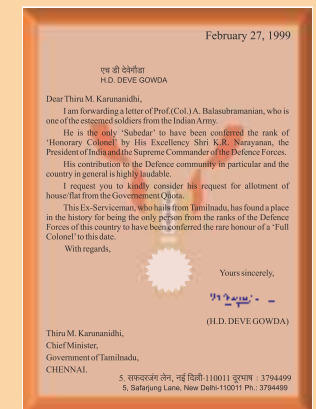 February 27, 1999
एच डी देवेगौडा
H.D. DEVE GOWDA
Dear Thiru M. Karunanidhi,
I am forwarding a letter of Prof.(Col.) A. Balasubramanian, who is
one of the esteemed soldiers from the Indian Army.
He is the only ‘Subedar’ to have been conferred the rank of
‘Honorary Colonel’ by His Excellency Shri K.R. Narayanan, the
President of India and the Supreme Commander of the Defence Forces.
His contribution to the Defence community in particular and the
country in general is highly laudable.
I request you to kindly consider his request for allotment of
house/flat from the Governement Quota.
This Ex-Serviceman, who hails from Tamilnadu, has found a place
in the history for being the only person from the ranks of the Defence
Forces of this country to have been conferred the rare honour of a ‘Full
Colonel’ to this date.
With regards,
Yours sincerely,
(H.D. DEVE GOWDA)
Thiru M. Karunanidhi,
Chief Minister,
Government of Tamilnadu,
CHENNAI.
5. सफदरजंग लेन, नई दिल्ली-110011 दूरभाष : 3794499
5, Safarjung Lane, New Delhi-110011 Ph.: 3794499